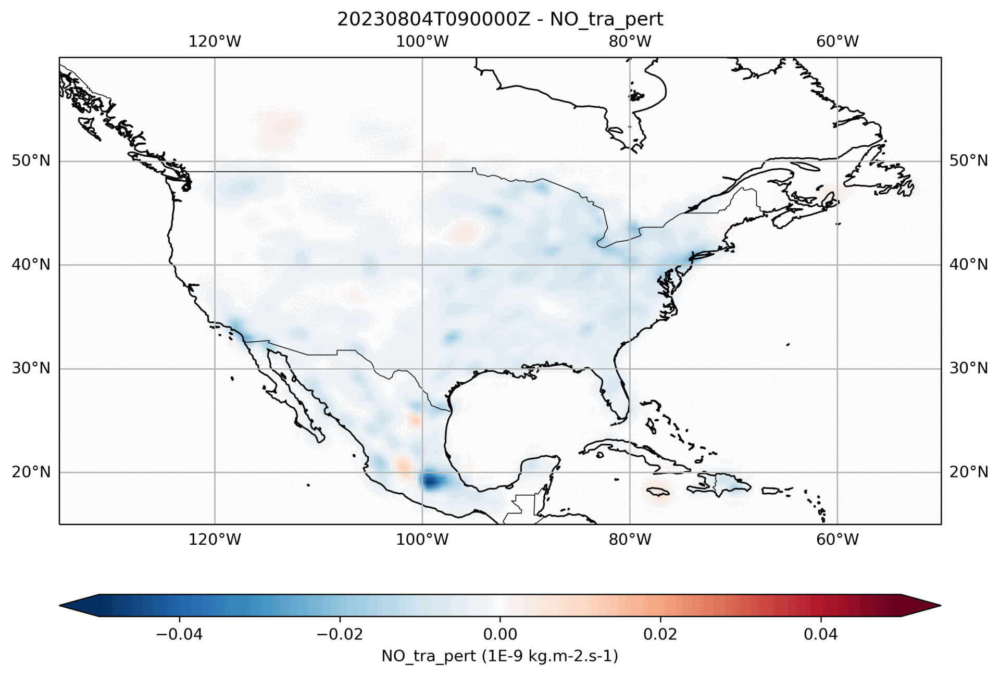 20230804T090000Z - NO_tra_pert
120°W 100°W 80°W 60°W
50°N 50°N
40°N 40°N
30°N 30°N
20°N 20°N
120°W 100°W 80°W 60°W
−0.04 −0.02 0.00 0.02 0.04
NO_tra_pert (1E-9 kg.m-2.s-1)